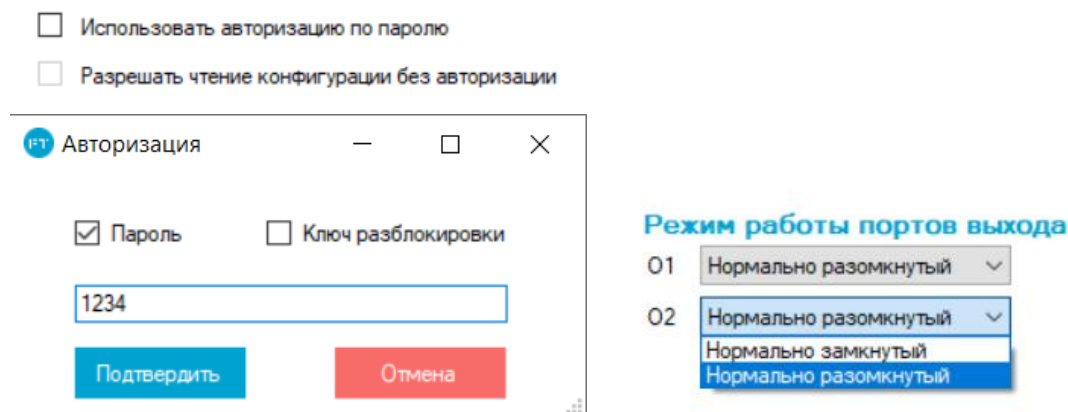 Использовать авторизацию по паролю
Разрешать чтение конфигурации без авторизации
FT Авторизация
Пароль
Ключ разблокировки
1234
Подтвердить
Отмена
Режим работы портов выхода
O1 Нормально разомкнутый
O2 Нормально разомкнутый
Нормально замкнутый
Нормально разомкнутый